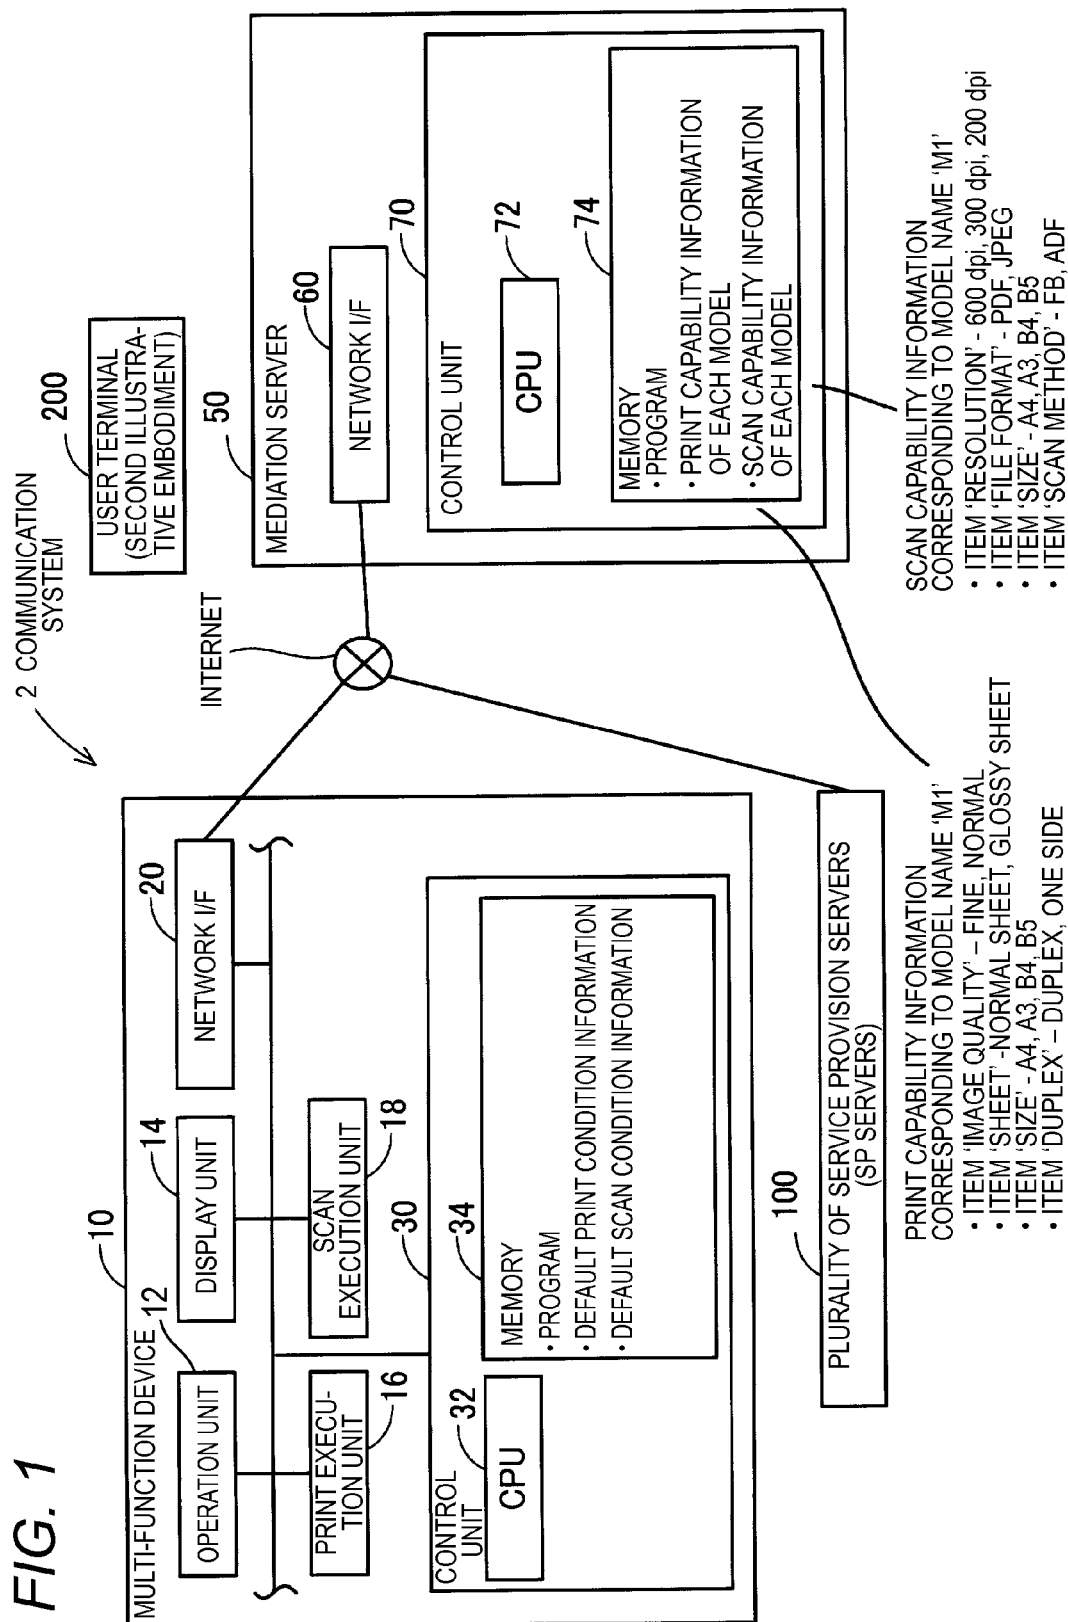 FIG. 1
2 COMMUNICATION
SYSTEM
10
MULTI-FUNCTION DEVICE
12
OPERATION UNIT
14
DISPLAY UNIT
20
NETWORK I/F
PRINT EXECU-
TION UNIT
16
SCAN
EXECUTION UNIT
18
30
CONTROL
UNIT
32
CPU
34
MEMORY
• PROGRAM
• DEFAULT PRINT CONDITION INFORMATION
• DEFAULT SCAN CONDITION INFORMATION
INTERNET
200
USER TERMINAL
(SECOND ILLUSTRA-
TIVE EMBODIMENT)
50
MEDIATION SERVER
60
NETWORK I/F
70
CONTROL UNIT
72
CPU
74
MEMORY
• PROGRAM
• PRINT CAPABILITY INFORMATION
OF EACH MODEL
• SCAN CAPABILITY INFORMATION
OF EACH MODEL
100
PLURALITY OF SERVICE PROVISION SERVERS
(SP SERVERS)
PRINT CAPABILITY INFORMATION
CORRESPONDING TO MODEL NAME 'M1'
• ITEM 'IMAGE QUALITY' – FINE, NORMAL
• ITEM 'SHEET' -NORMAL SHEET, GLOSSY SHEET
• ITEM 'SIZE' - A4, A3, B4, B5
• ITEM 'DUPLEX' – DUPLEX, ONE SIDE
SCAN CAPABILITY INFORMATION
CORRESPONDING TO MODEL NAME 'M1'
• ITEM 'RESOLUTION' - 600 dpi, 300 dpi, 200 dpi
• ITEM 'FILE FORMAT' - PDF, JPEG
• ITEM 'SIZE' - A4, A3, B4, B5
• ITEM 'SCAN METHOD' - FB, ADF